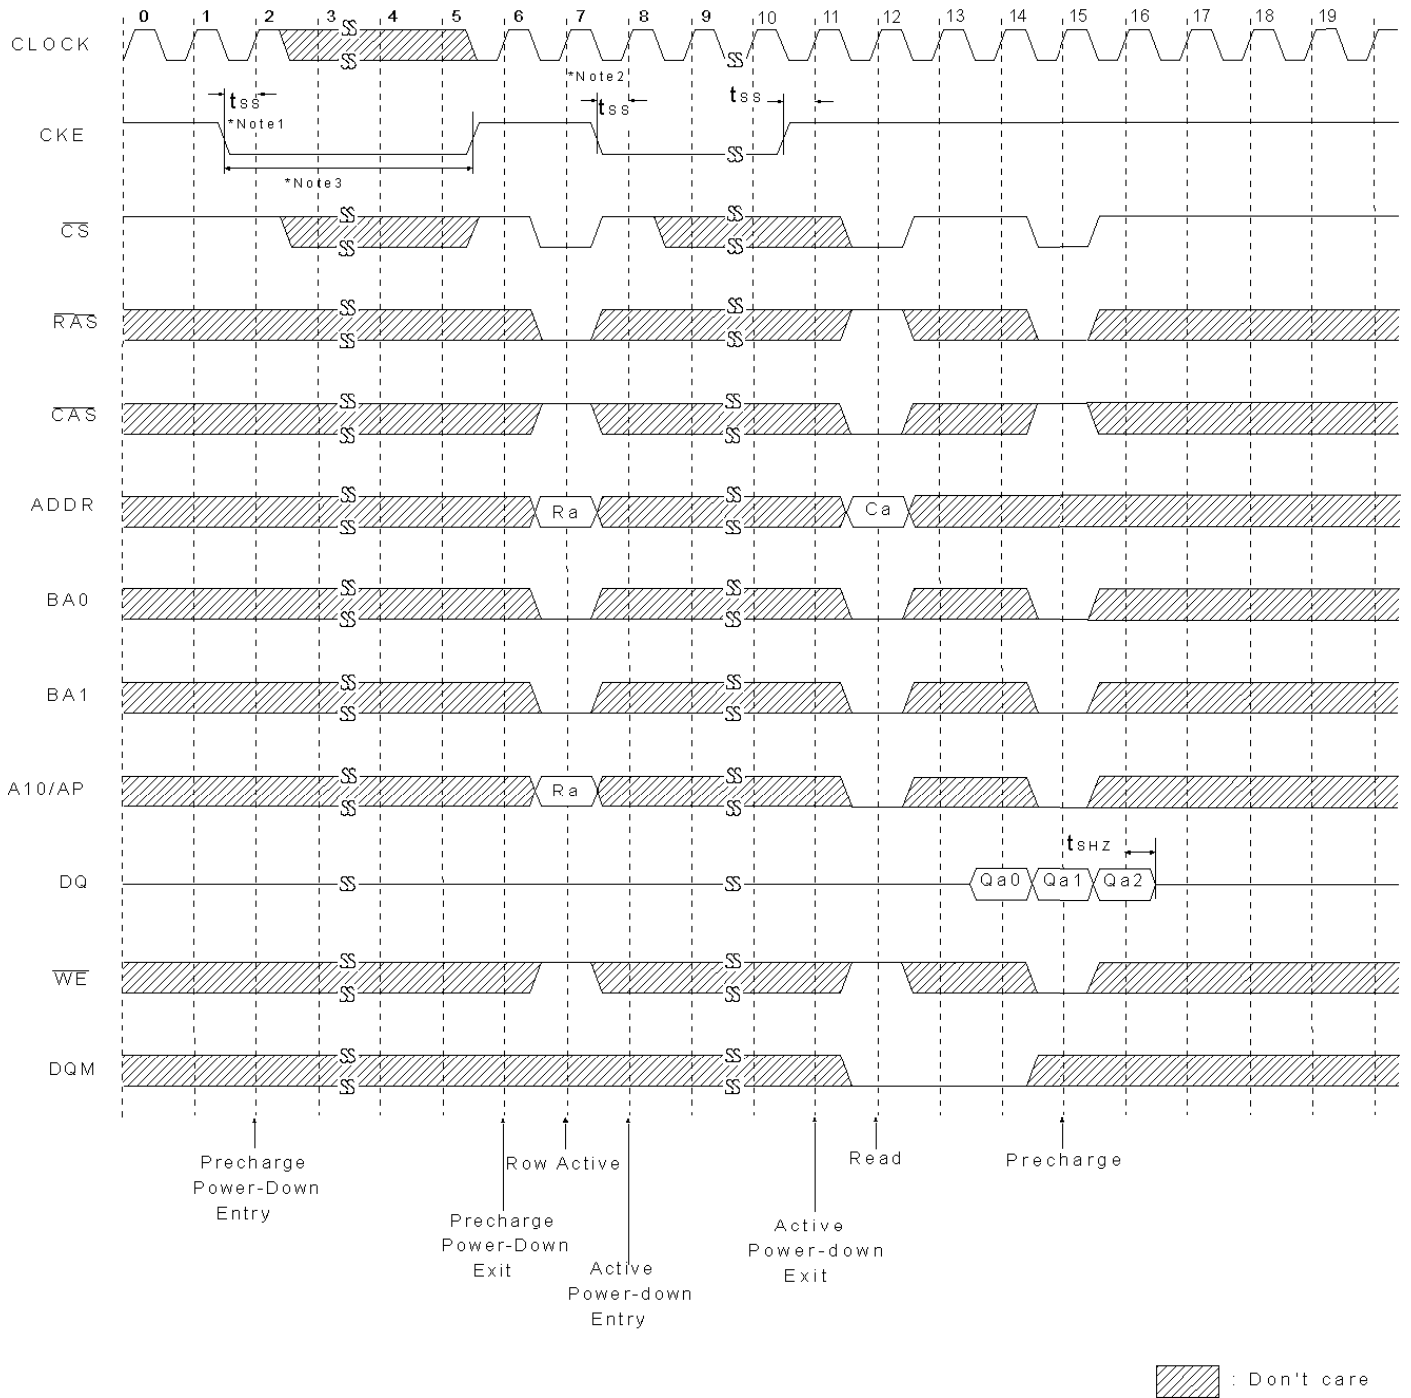 0 1 2 3 4 5 6 7 8 9 10 11 12 13 14 15 16 17 18 19
CLOCK
*Note2
tSS
tSS
tSS
*Note1
CKE
*Note3
CS
RAS
CAS
ADDR
Ra
Ca
BA0
BA1
A10/AP
Ra
tSHZ
DQ
Qa0 Qa1 Qa2
WE
DQM
Precharge
Power-Down
Entry
Row Active
Precharge
Power-Down
Exit
Active
Power-down
Entry
Active
Power-down
Exit
Read
Precharge
: Don't care